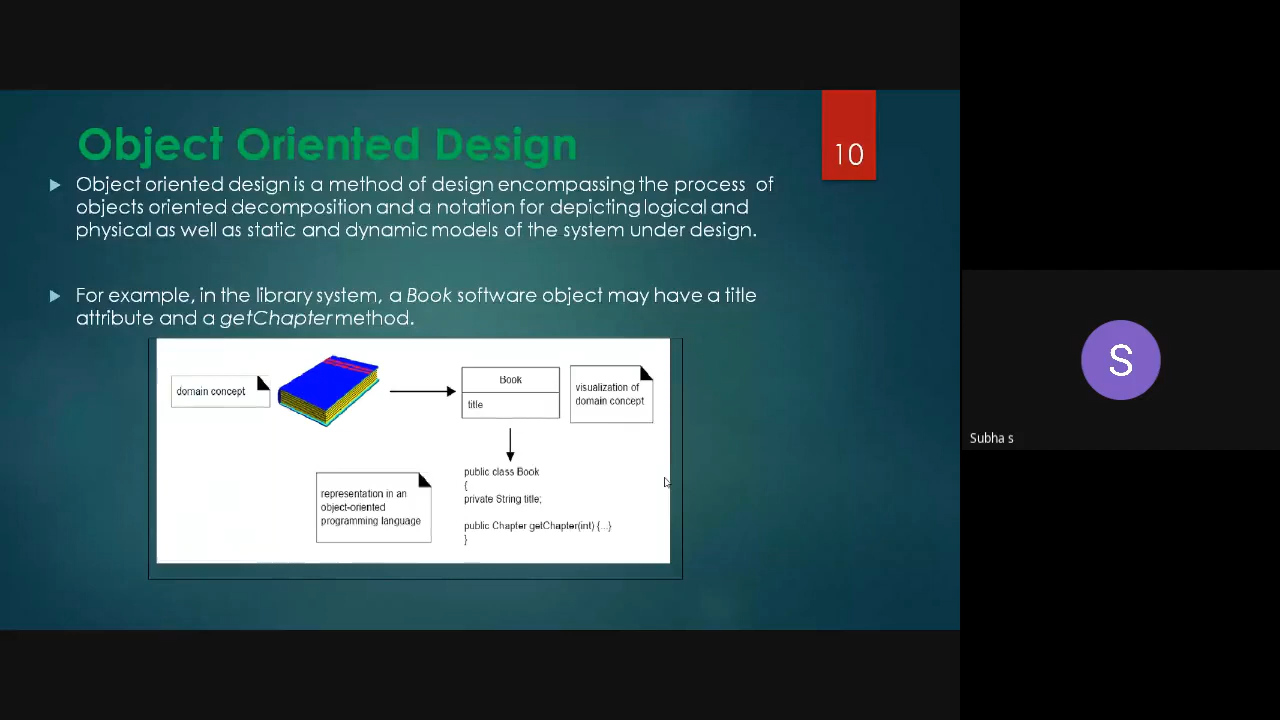 Object Oriented Design
10
Object oriented design is a method of design encompassing the process of
objects oriented decomposition and a notation for depicting logical and
physical as well as static and dynamic models of the system under design.
For example, in the library system, a Book software object may have a title
attribute and a getChapter method.
domain concept
Book
title
visualization of
domain concept
representation in an
object-oriented
programming language
public class Book
{
private String title;
public Chapter getChapter(int) {...}
}
S
Subha s